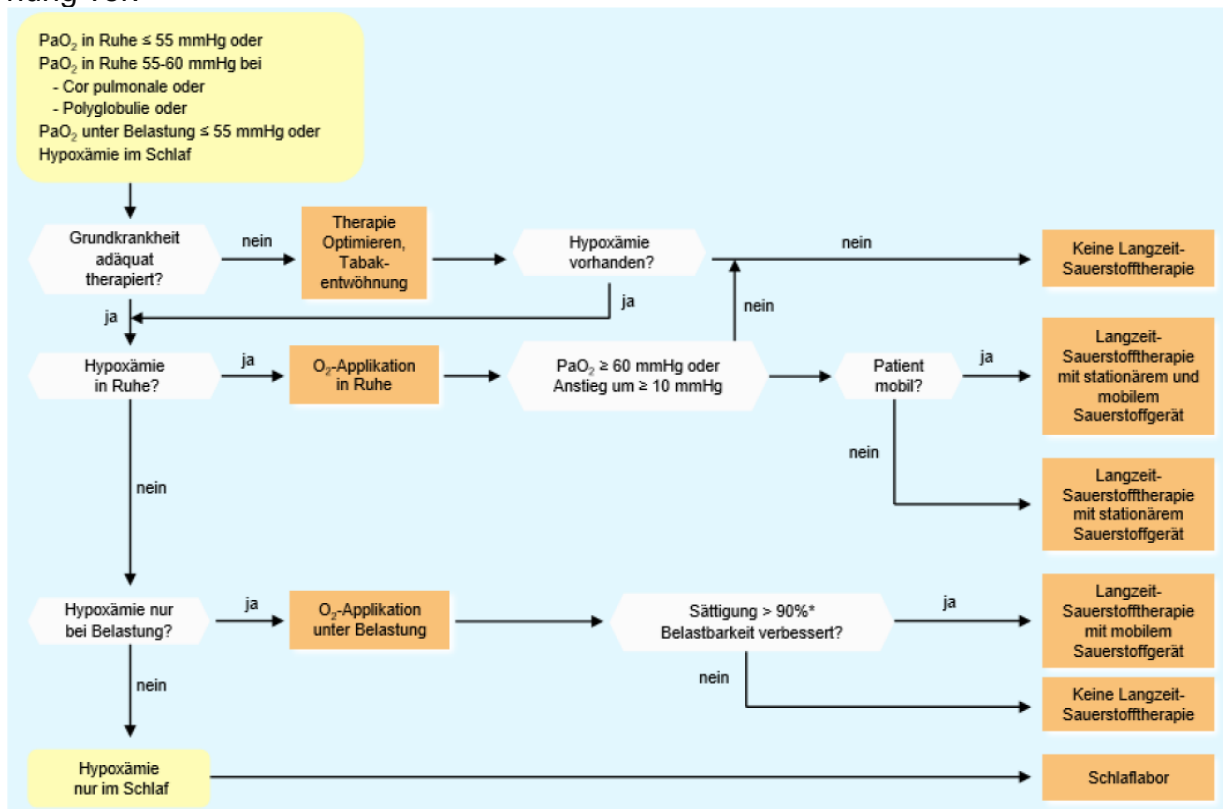 PaO₂ in Ruhe ≤ 55 mmHg oder
PaO₂ in Ruhe 55-60 mmHg bei
- Cor pulmonale oder
- Polyglobulie oder
PaO₂ unter Belastung ≤ 55 mmHg oder
Hypoxämie im Schlaf
Grundkrankheit
adäquat
therapiert?
nein
Therapie
Optimieren,
Tabak-
entwöhnung
Hypoxämie
vorhanden?
nein
Keine Langzeit-
Sauerstofftherapie
ja
ja
nein
Hypoxämie
in Ruhe?
ja
O₂-Applikation
in Ruhe
PaO₂ ≥ 60 mmHg oder
Anstieg um ≥ 10 mmHg
Patient
mobil?
ja
Langzeit-
Sauerstofftherapie
mit stationärem und
mobilem
Sauerstoffgerät
nein
nein
Langzeit-
Sauerstofftherapie
mit stationärem
Sauerstoffgerät
Hypoxämie nur
bei Belastung?
ja
O₂-Applikation
unter Belastung
Sättigung > 90%*
Belastbarkeit verbessert?
ja
Langzeit-
Sauerstofftherapie
mit mobilem
Sauerstoffgerät
nein
nein
Keine Langzeit-
Sauerstofftherapie
Hypoxämie
nur im Schlaf
Schlaflabor